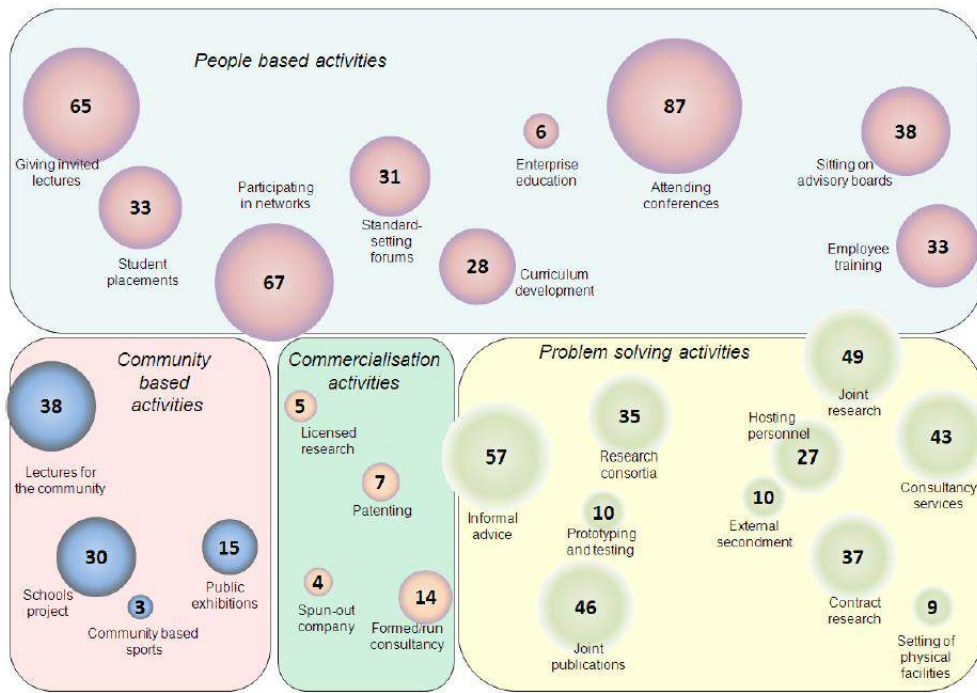 People based activities
65
Giving invited
lectures
33
Student
placements
Participating
in networks
67
31
Standard-
setting forums
28
Curriculum
development
6
Enterprise
education
87
Attending
conferences
38
Sitting on
advisory boards
33
Employee
training
Community
based
activities
38
Lectures for
the community
30
Schools
project
3
Community based
sports
15
Public
exhibitions
Commercialisation
activities
5
Licensed
research
7
Patenting
4
Spun-out
company
14
Formed/run
consultancy
Problem solving activities
57
Informal
advice
35
Research
consortia
10
Prototyping
and testing
46
Joint
publications
49
Joint
research
Hosting
personnel
27
10
External
secondment
43
Consultancy
services
37
Contract
research
9
Setting of
physical
facilities